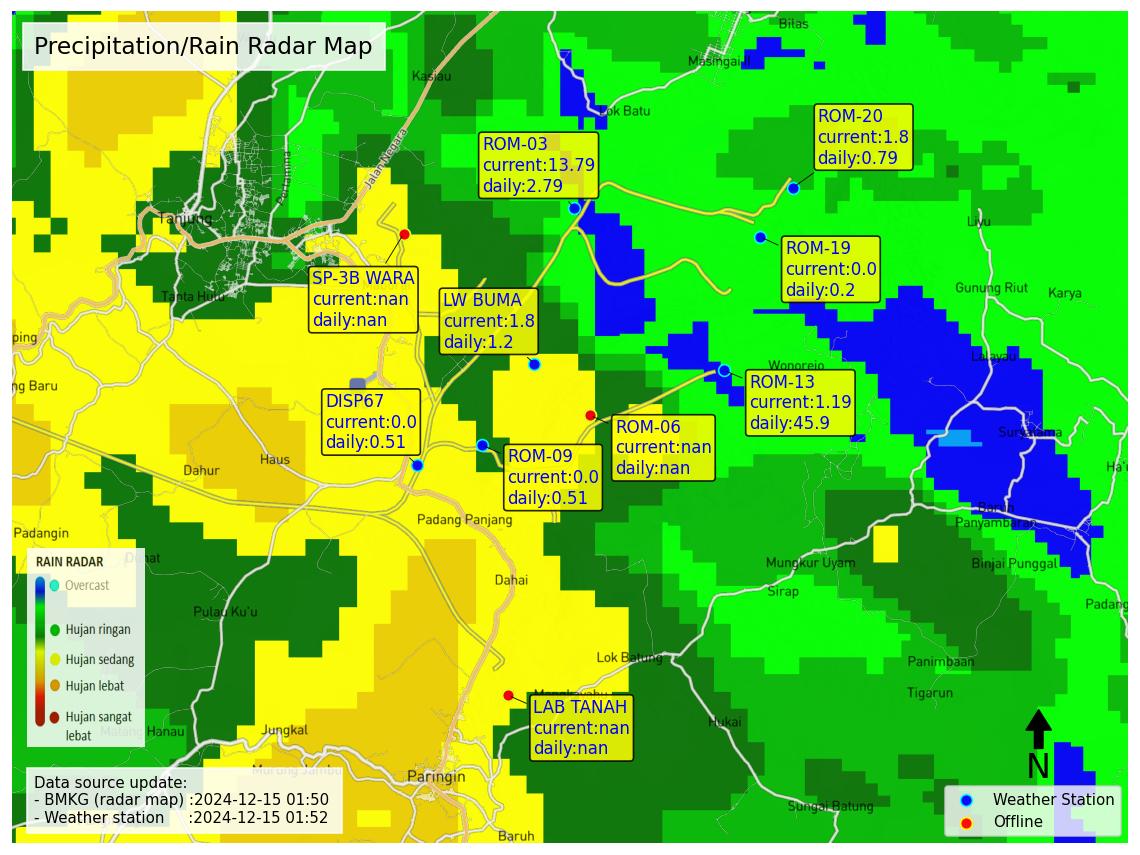 Precipitation/Rain Radar Map
Bilas
Masingai II
Kasiau
Lok Batu
Jalan Negara
Pertamina
Tanjung
Tanta Hulu
ROM-03
current:13.79
daily:2.79
ROM-20
current:1.8
daily:0.79
Liyu
ROM-19
current:0.0
daily:0.2
SP-3B WARA
current:nan
daily:nan
LW BUMA
current:1.8
daily:1.2
Gunung Riut
Karya
ping
Lalayau
Wonorejo
ng Baru
ROM-13
current:1.19
daily:45.9
DISP67
current:0.0
daily:0.51
ROM-06
current:nan
daily:nan
ROM-09
current:0.0
daily:0.51
Haus
Dahur
Suryatama
Ha'u
Padangin
Padang Panjang
Barun
Panyambaran
Mungkur Uyam
Binjai Punggal
Dahai
Sirap
Padang
Pulau Ku'u
RAIN RADAR
Overcast
Hujan ringan
Hujan sedang
Hujan lebat
Hujan sangat
lebat
Lok Batung
Panimbaan
Tigarun
LAB TANAH
current:nan
daily:nan
Hukai
Manau
Jungkal
Murung Jambu
Paringin
Sungai Batung
Baruh
Data source update:
- BMKG (radar map) :2024-12-15 01:50
- Weather station :2024-12-15 01:52
N
Weather Station
Offline